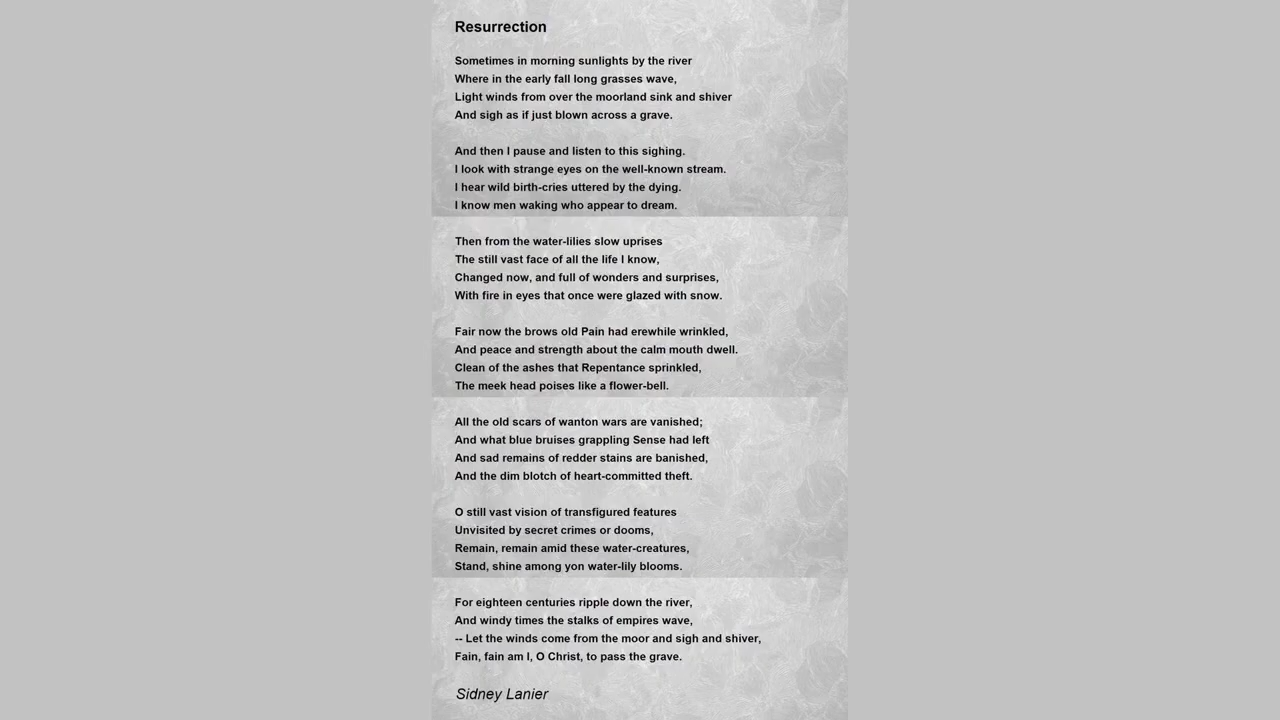 Resurrection
Sometimes in morning sunlights by the river
Where in the early fall long grasses wave,
Light winds from over the moorland sink and shiver
And sigh as if just blown across a grave.
And then I pause and listen to this sighing.
I look with strange eyes on the well-known stream.
I hear wild birth-cries uttered by the dying.
I know men waking who appear to dream.
Then from the water-lilies slow uprises
The still vast face of all the life I know,
Changed now, and full of wonders and surprises,
With fire in eyes that once were glazed with snow.
Fair now the brows old Pain had erewhile wrinkled,
And peace and strength about the calm mouth dwell.
Clean of the ashes that Repentance sprinkled,
The meek head poises like a flower-bell.
All the old scars of wanton wars are vanished;
And what blue bruises grappling Sense had left
And sad remains of redder stains are banished,
And the dim blotch of heart-committed theft.
O still vast vision of transfigured features
Unvisited by secret crimes or dooms,
Remain, remain amid these water-creatures,
Stand, shine among yon water-lily blooms.
For eighteen centuries ripple down the river,
And windy times the stalks of empires wave,
-- Let the winds come from the moor and sigh and shiver,
Fain, fain am I, O Christ, to pass the grave.
Sidney Lanier